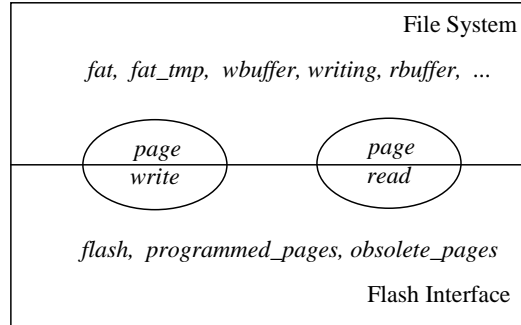 File System
fat, fat_tmp, wbuffer, writing, rbuffer, ...
page page
write read
flash, programmed_pages, obsolete_pages
Flash Interface